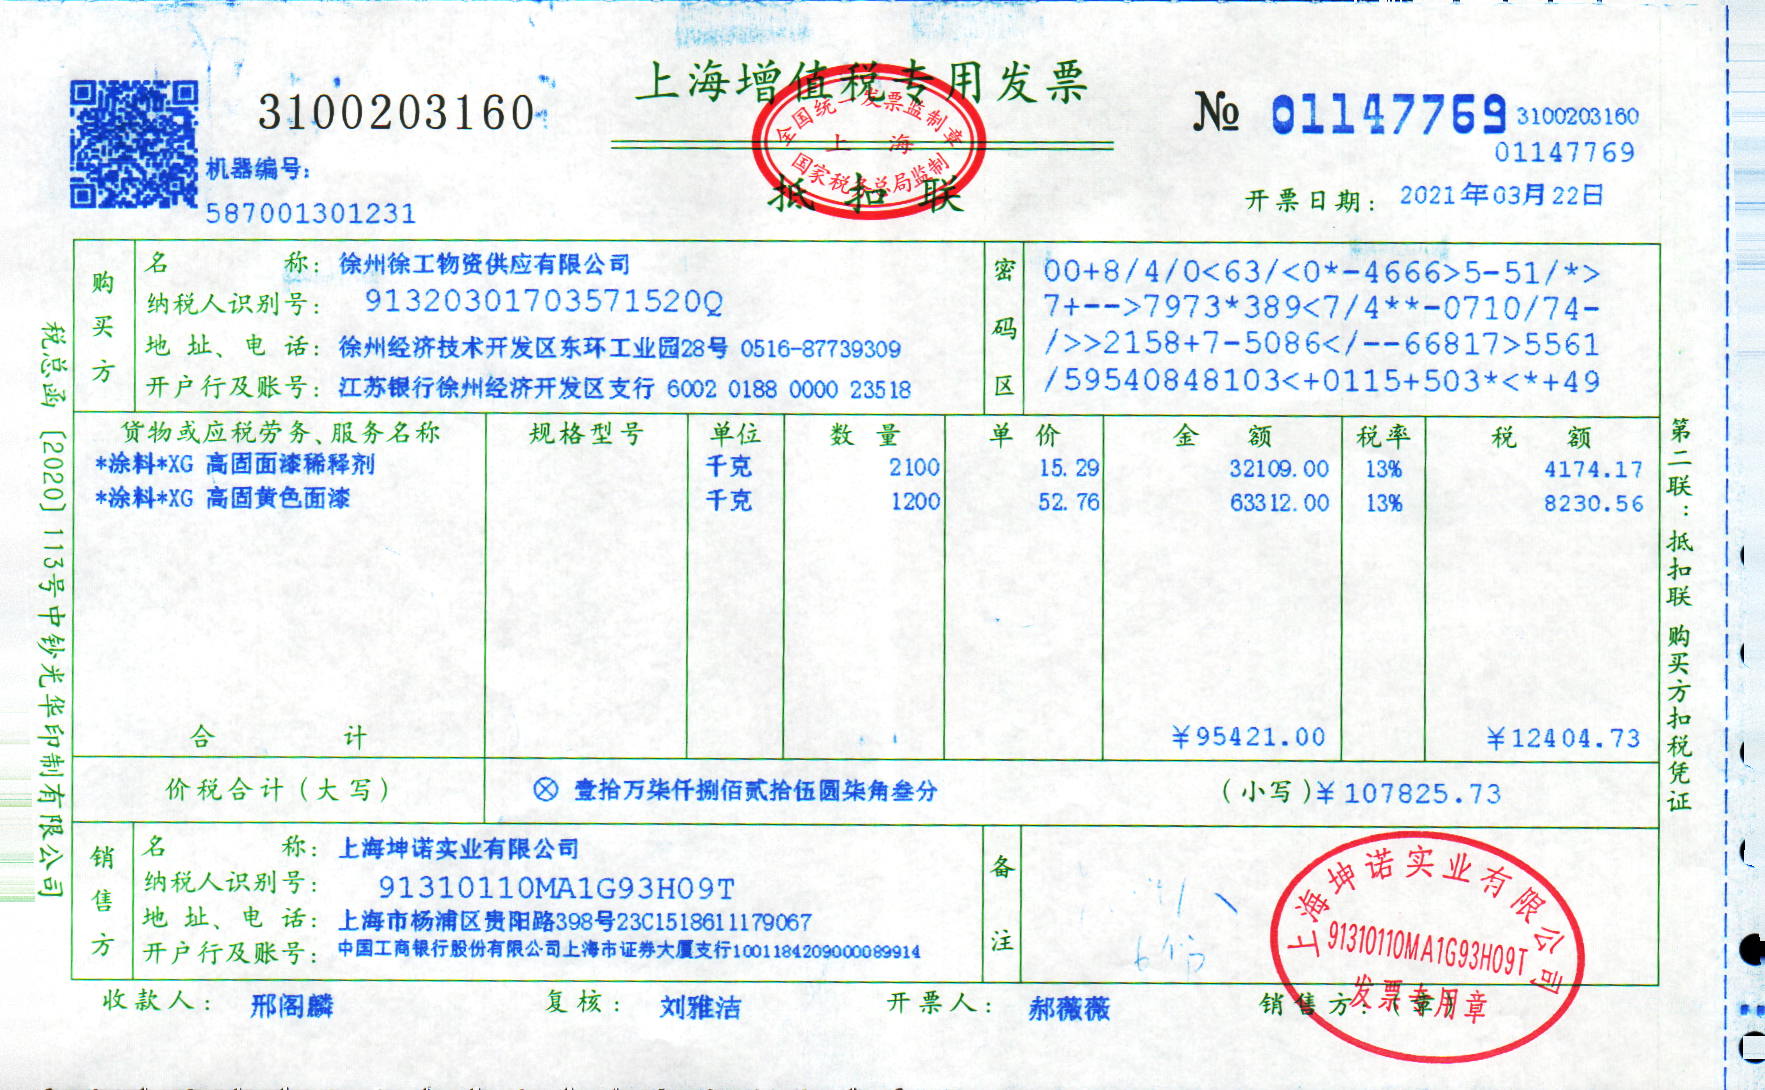 上海增值税专用发票
3100203160
№ 01147769 3100203160
01147769
全国统一发票监制章
上海
国家税务总局监制
抵扣联
机器编号:
587001301231
开票日期: 2021年03月22日
购买方
名称: 徐州徐工物资供应有限公司
纳税人识别号: 91320301703571520Q
地址、电话: 徐州经济技术开发区东环工业园28号 0516-87739309
开户行及账号: 江苏银行徐州经济开发区支行 6002 0188 0000 23518
密码区
00+8/4/0<63/<0*-4666>5-51/*>
7+-->7973*389<7/4**-0710/74-
/>>2158+7-5086</--66817>5561
/59540848103<+0115+503*<*+49
货物或应税劳务、服务名称 规格型号 单位 数量 单价 金额 税率 税额
*涂料*XG 高固面漆稀释剂 千克 2100 15.29 32109.00 13% 4174.17
*涂料*XG 高固黄色面漆 千克 1200 52.76 63312.00 13% 8230.56
合计 ¥95421.00 ¥12404.73
价税合计(大写) ⊗ 壹拾万柒仟捌佰贰拾伍圆柒角叁分 (小写)¥107825.73
销售方
名称: 上海坤诺实业有限公司
纳税人识别号: 91310110MA1G93H09T
地址、电话: 上海市杨浦区贵阳路398号23C1518611179067
开户行及账号: 中国工商银行股份有限公司上海市证券大厦支行1001184209000089914
备注
上海坤诺实业有限公司
91310110MA1G93H09T
发票专用章
收款人: 邢阁麟 复核: 刘雅洁 开票人: 郝薇薇 销售方:(章)
税总函〔2020〕113号中钞光华印制有限公司
第二联:抵扣联 购买方扣税凭证